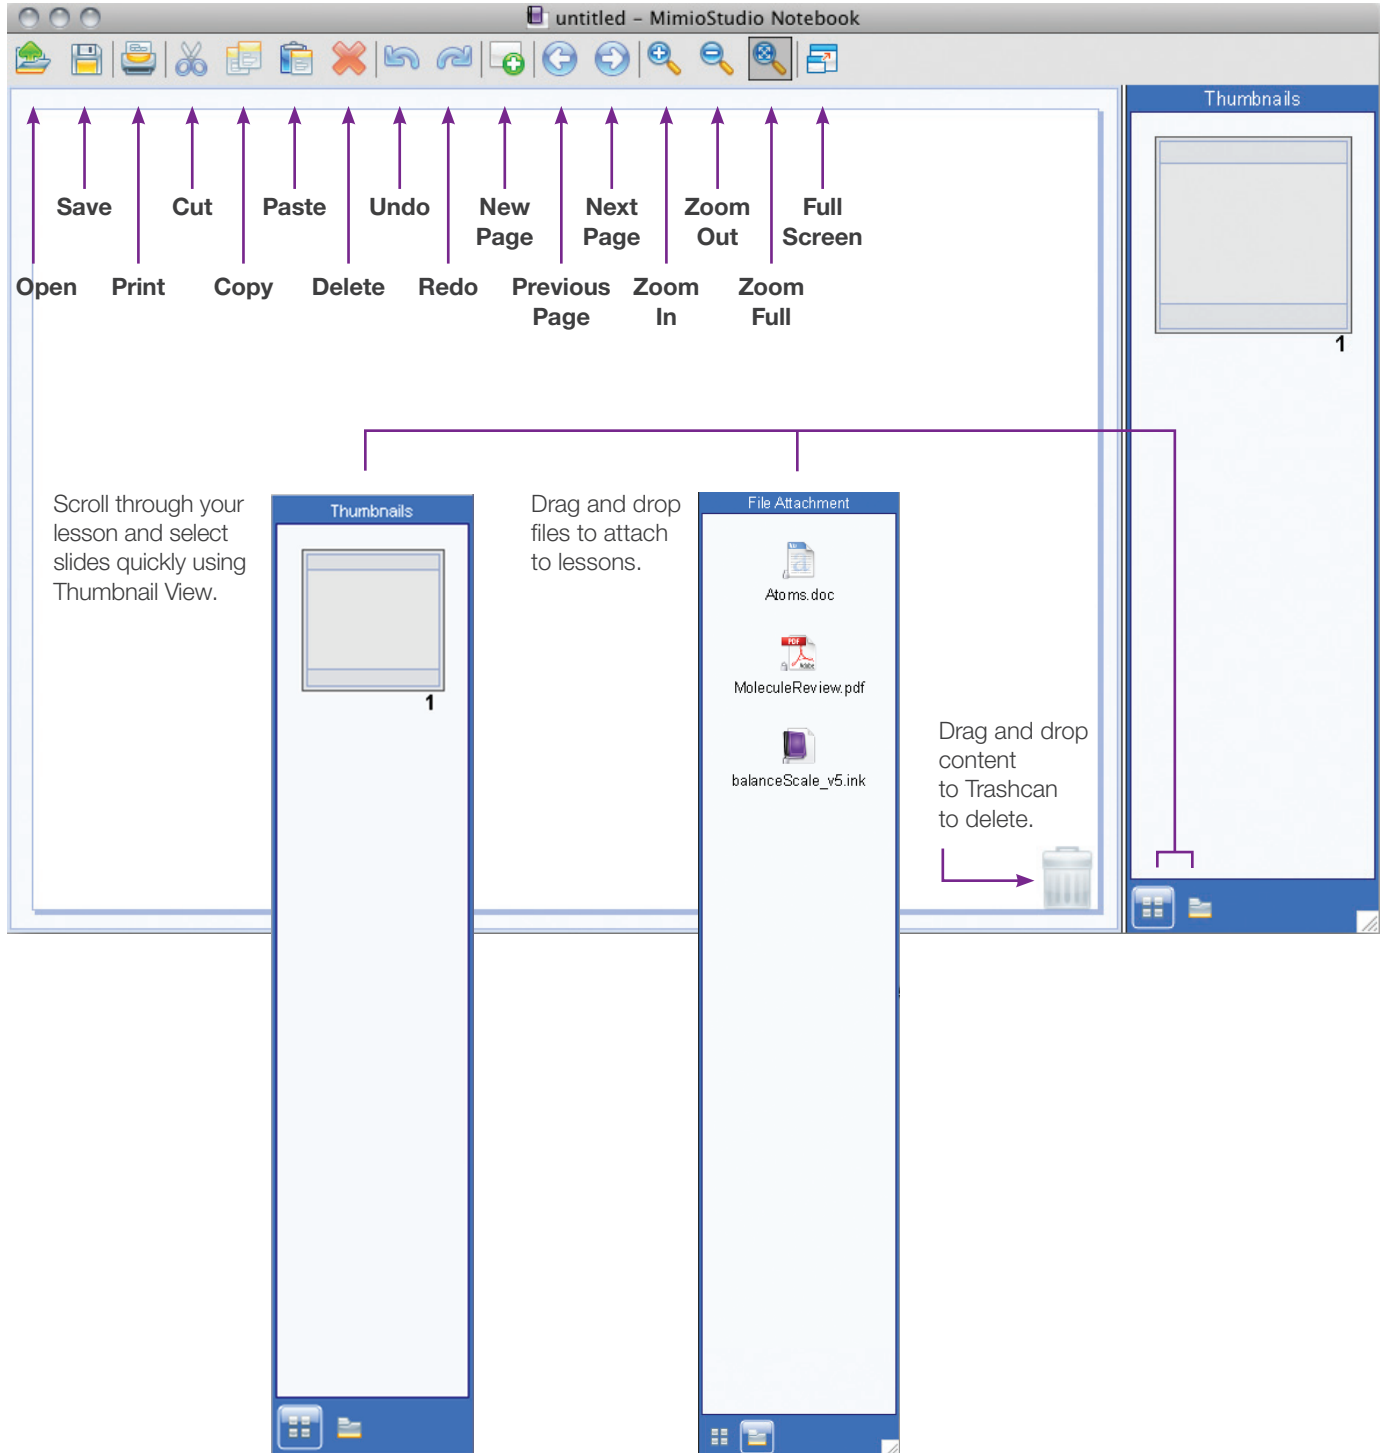 untitled – MimioStudio Notebook
Thumbnails
1
Save
Cut
Paste
Undo
New
Page
Next
Page
Zoom
Out
Full
Screen
Open
Print
Copy
Delete
Redo
Previous
Page
Zoom
In
Zoom
Full
Scroll through your
lesson and select
slides quickly using
Thumbnail View.
Thumbnails
1
Drag and drop
files to attach
to lessons.
File Attachment
Atoms.doc
PDF
Adobe
MoleculeReview.pdf
balanceScale_v5.ink
Drag and drop
content
to Trashcan
to delete.